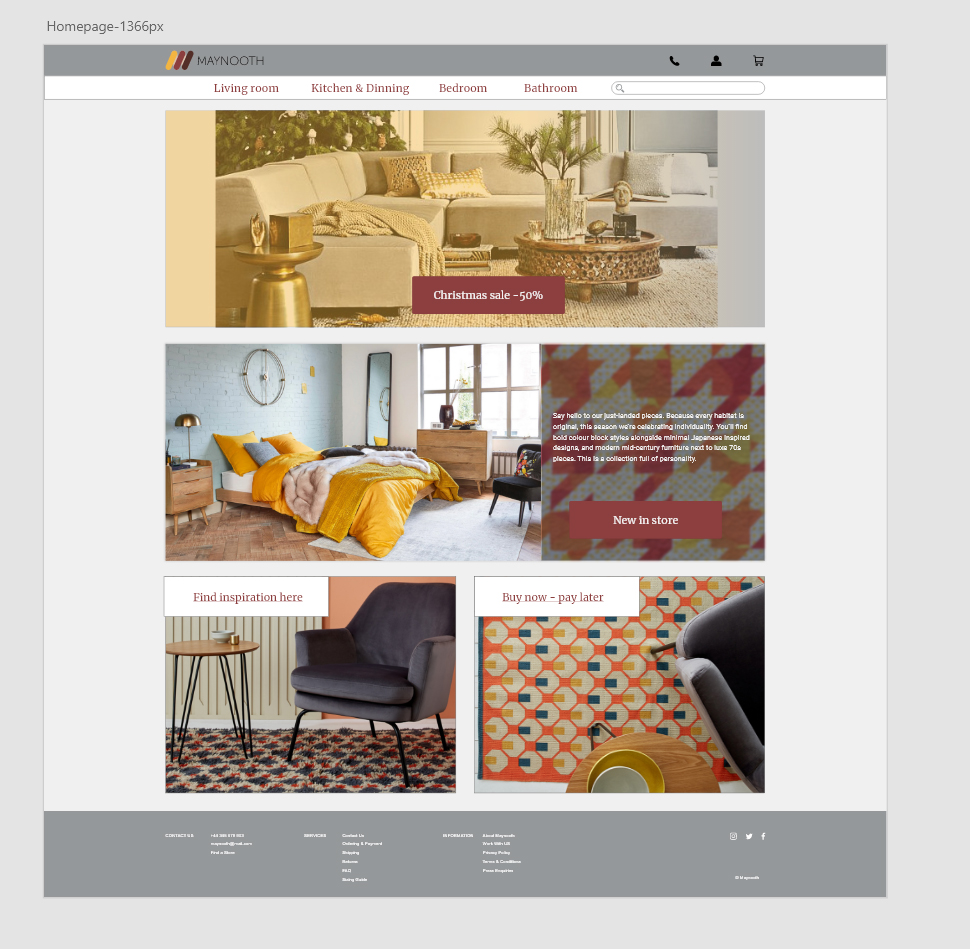 Homepage-1366px
MAYNOOTH
Living room Kitchen & Dinning Bedroom Bathroom
Christmas sale -50%
Say hello to our just-landed pieces. Because every habitat is
original, this season we're celebrating individuality. You'll find
bold colour block styles alongside minimal Japanese inspired
designs, and modern mid-century furniture next to luxe 70s
pieces. This is a collection full of personality.
New in store
Find inspiration here
Buy now - pay later
CONTACT US
Find a Store
SERVICES
Contact Us
Ordering & Payment
Shipping
Returns
FAQ
Sizing Guide
INFORMATION
About Maynooth
Work With US
Privacy Policy
Terms & Conditions
Press Enquiries
© Maynooth